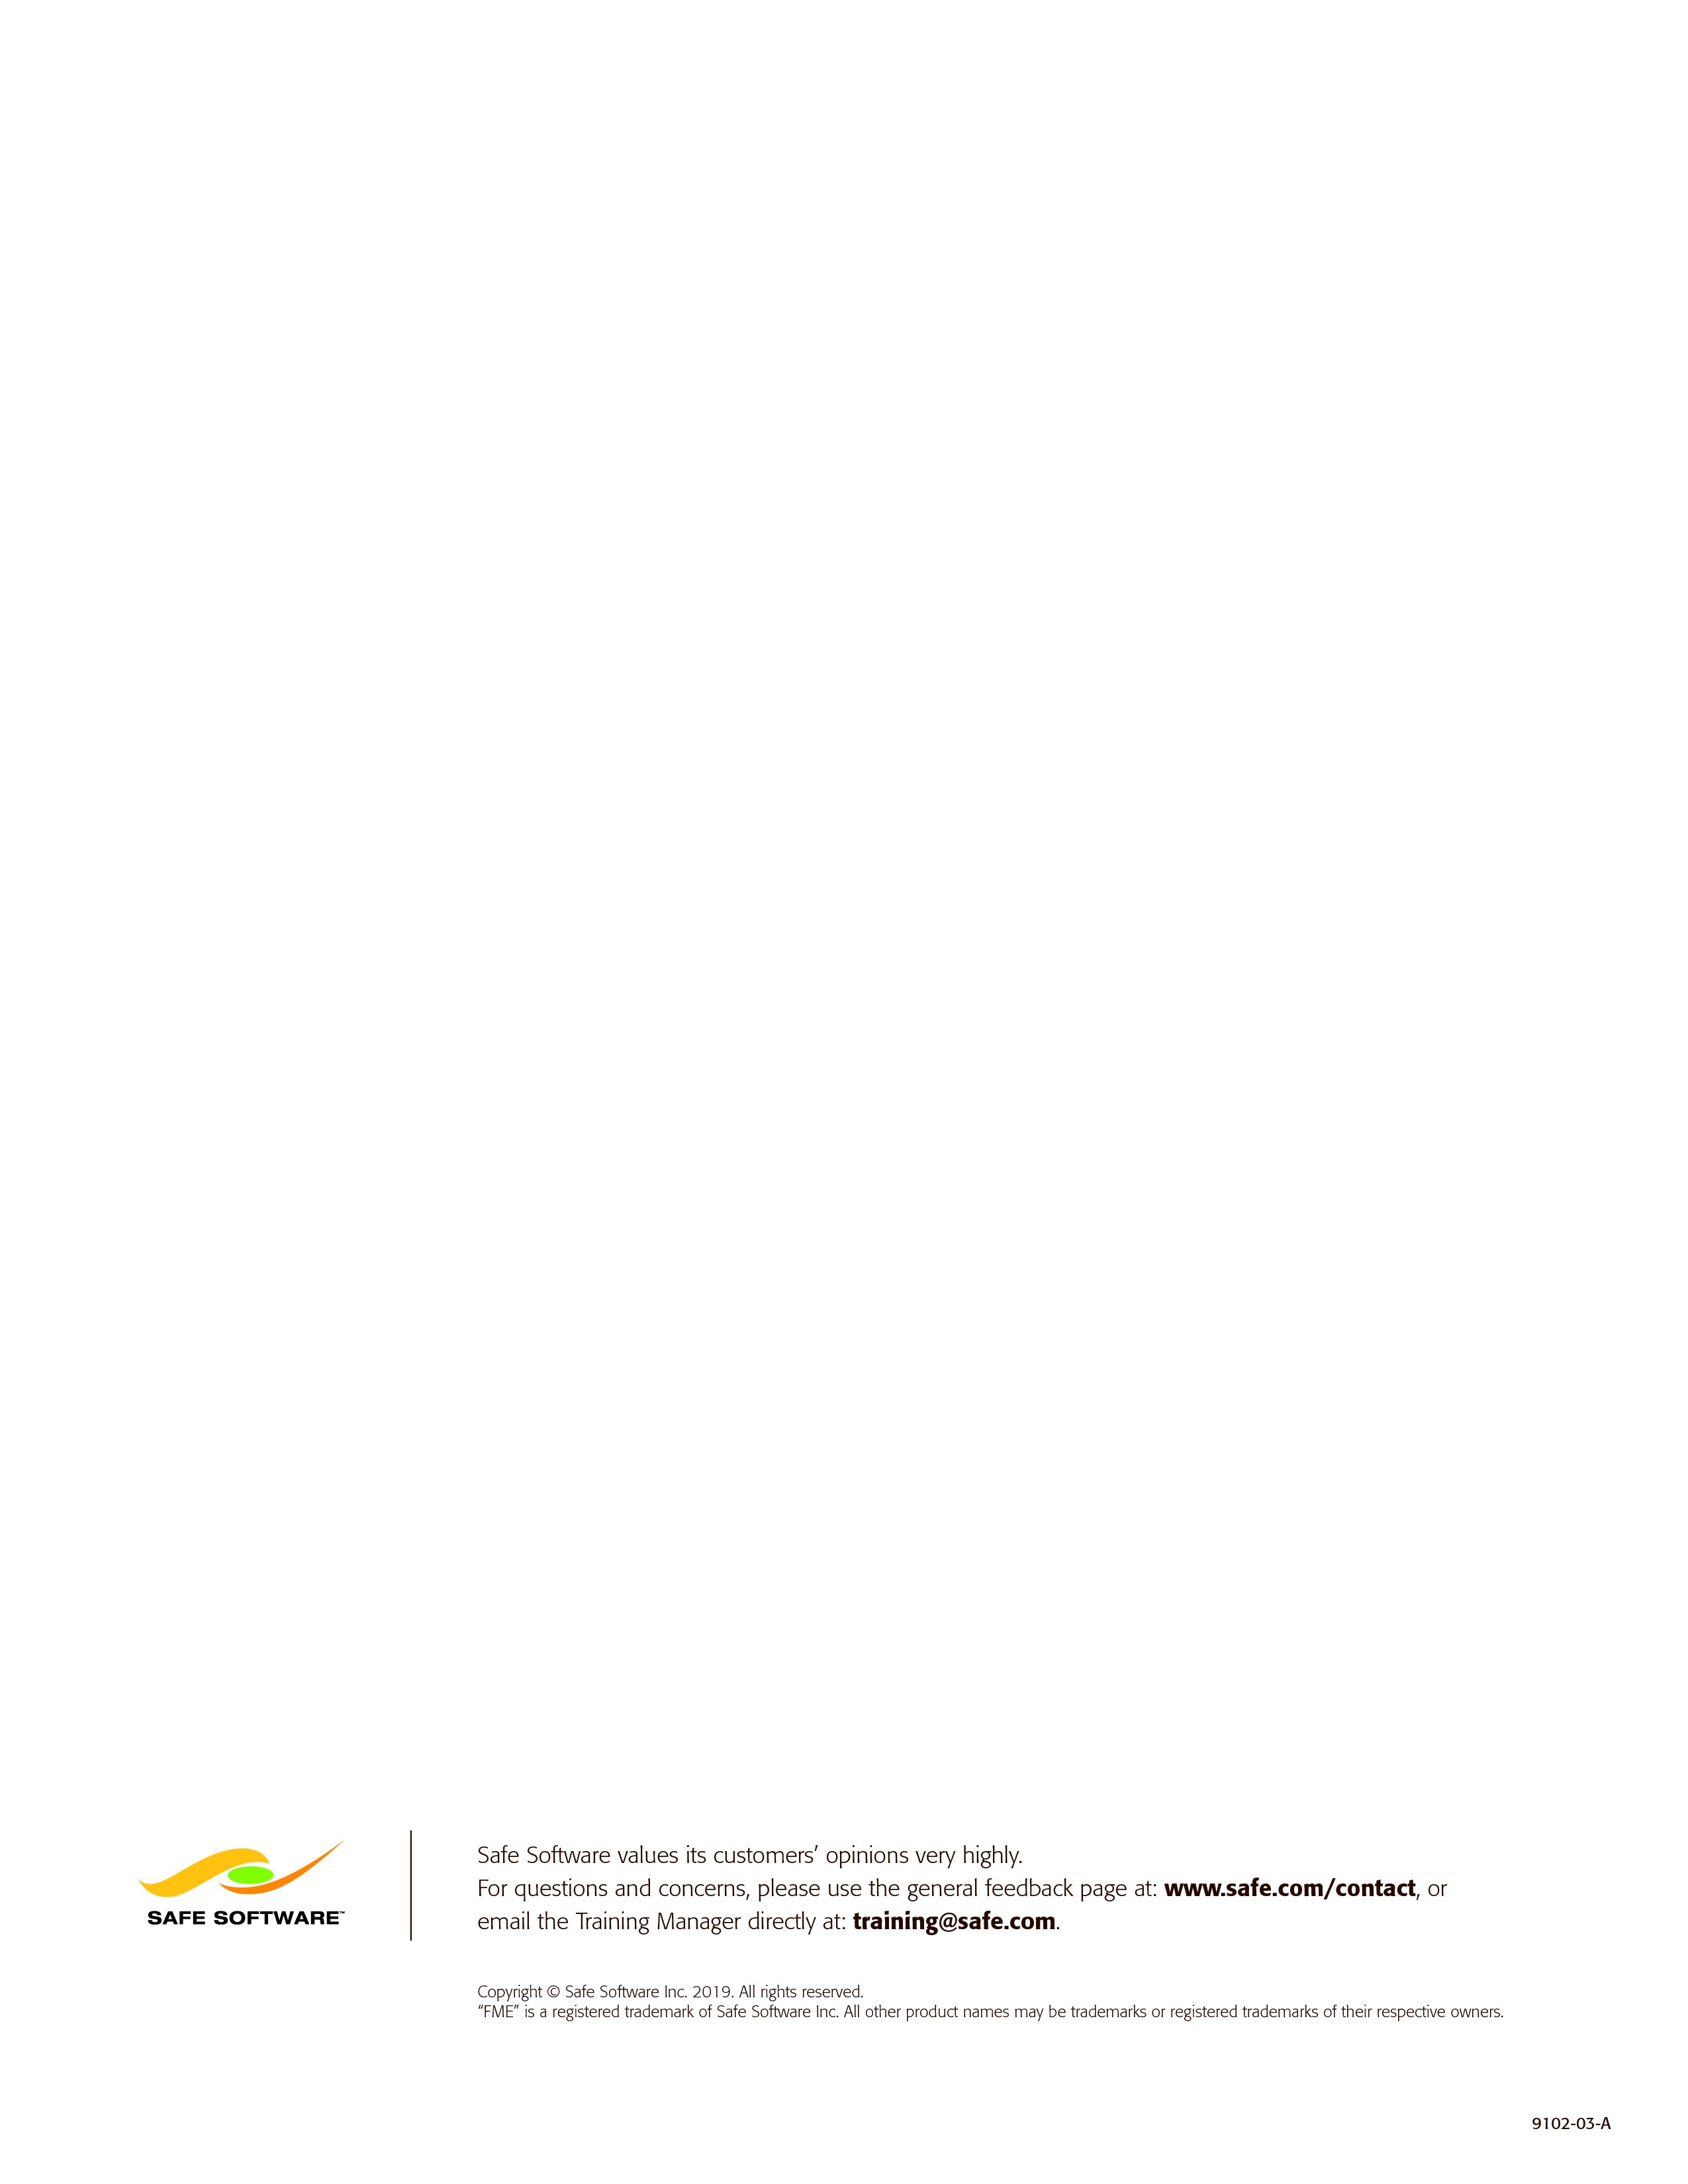 SAFE SOFTWARE™
Safe Software values its customers’ opinions very highly.
For questions and concerns, please use the general feedback page at: www.safe.com/contact, or
email the Training Manager directly at: training@safe.com.
Copyright © Safe Software Inc. 2019. All rights reserved.
“FME” is a registered trademark of Safe Software Inc. All other product names may be trademarks or registered trademarks of their respective owners.
9102-03-A